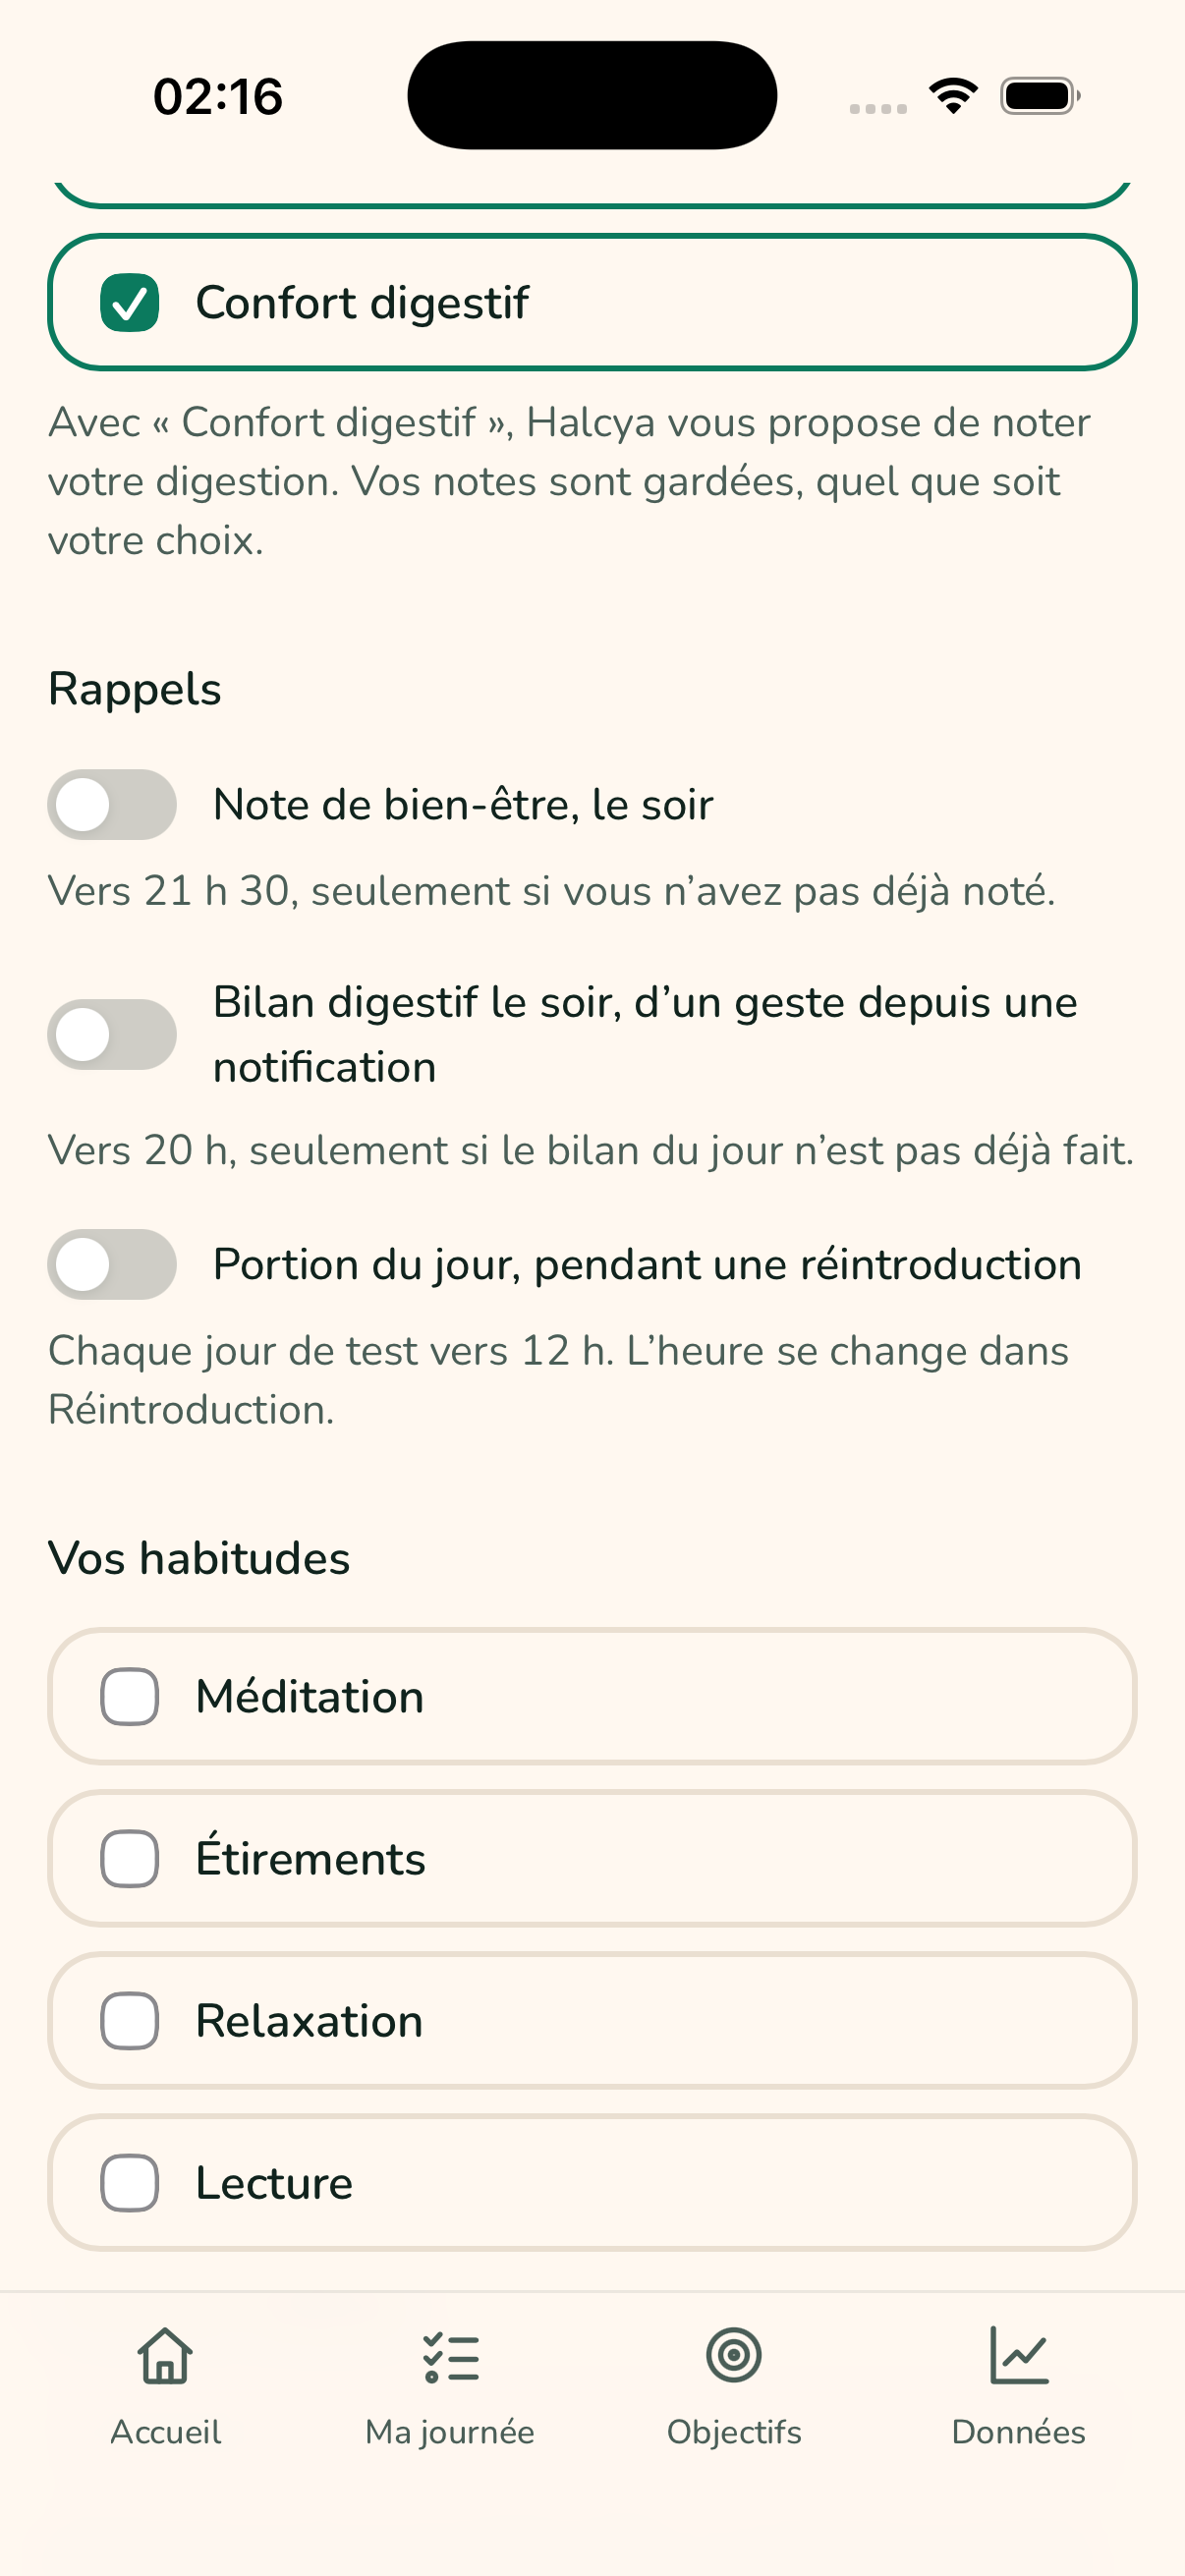 02:16
Confort digestif
Avec « Confort digestif », Halcya vous propose de noter
votre digestion. Vos notes sont gardées, quel que soit
votre choix.
Rappels
Note de bien-être, le soir
Vers 21 h 30, seulement si vous n’avez pas déjà noté.
Bilan digestif le soir, d’un geste depuis une
notification
Vers 20 h, seulement si le bilan du jour n’est pas déjà fait.
Portion du jour, pendant une réintroduction
Chaque jour de test vers 12 h. L’heure se change dans
Réintroduction.
Vos habitudes
Méditation
Étirements
Relaxation
Lecture
Accueil
Ma journée
Objectifs
Données